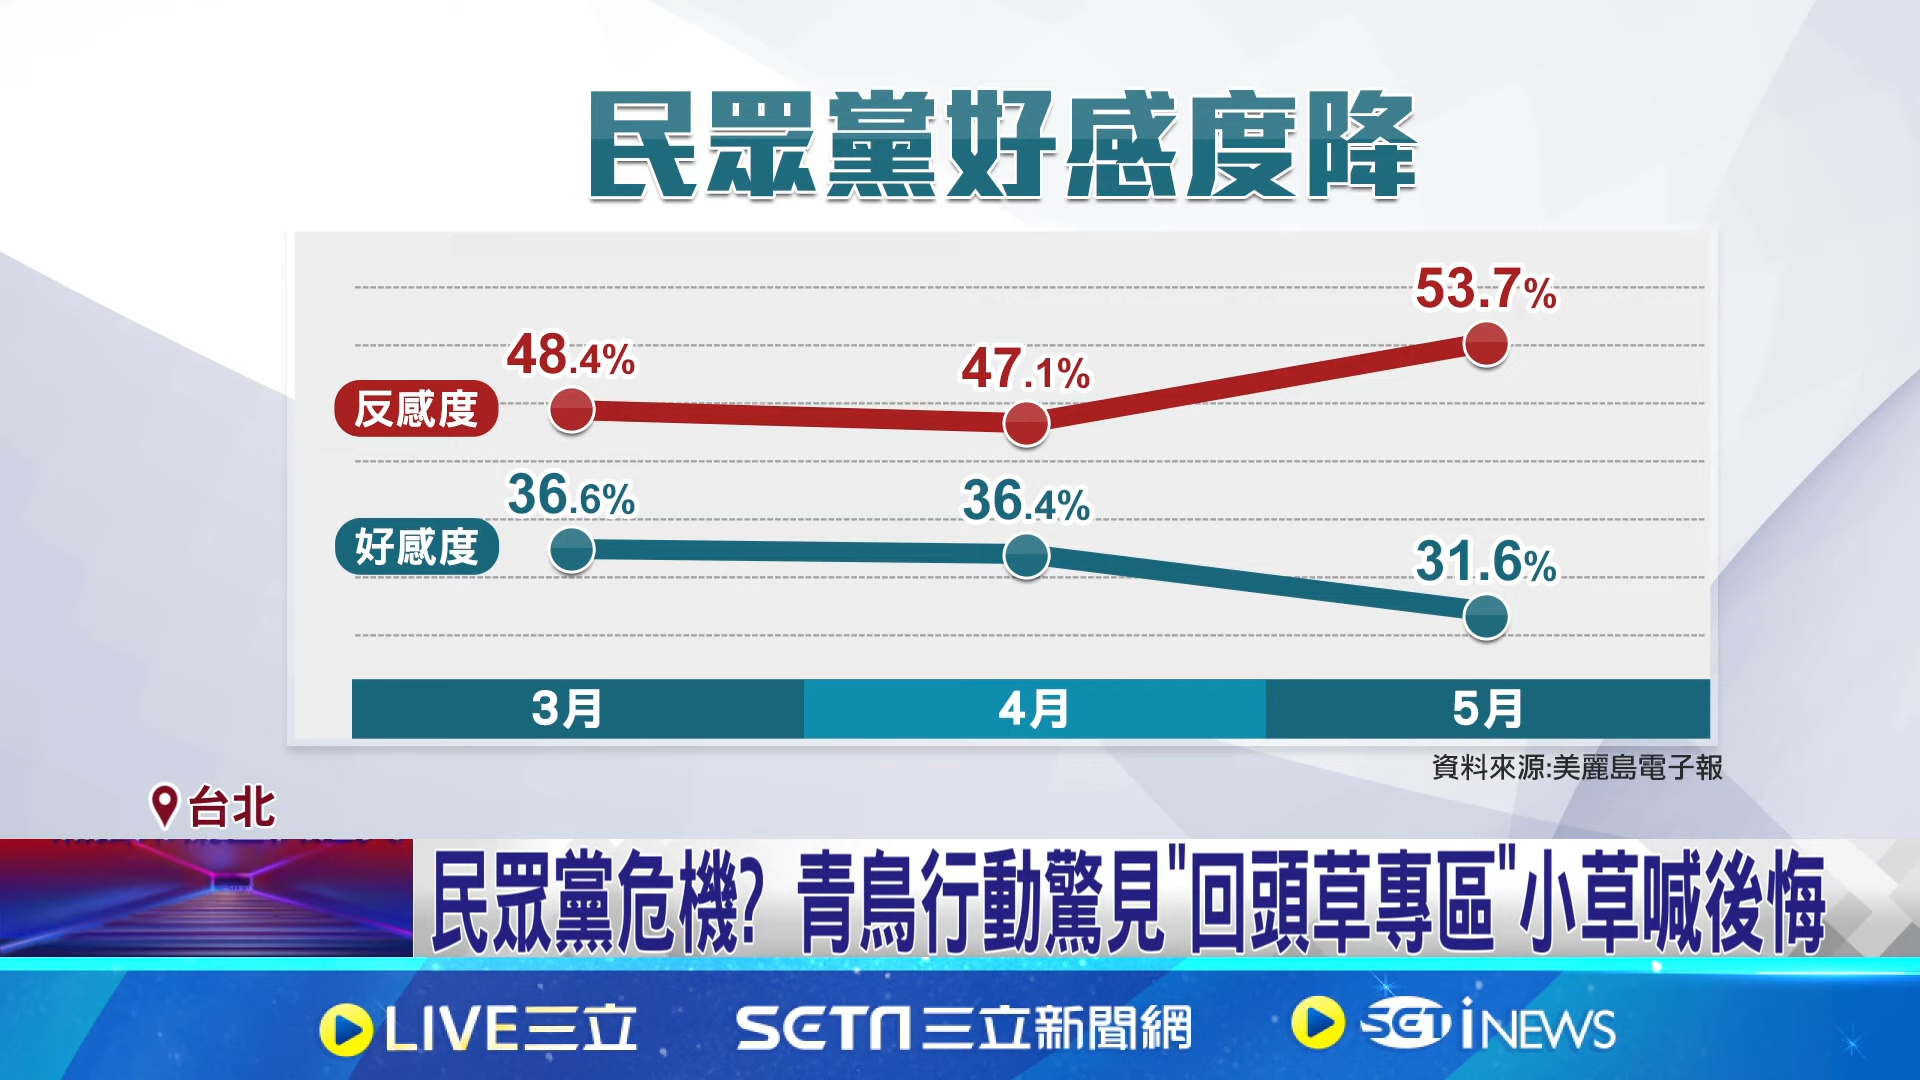 民眾黨好感度降
53.7%
48.4%
47.1%
反感度
36.6%
36.4%
31.6%
好感度
3月
4月
5月
資料來源:美麗島電子報
台北
民眾黨危機? 青鳥行動驚見"回頭草專區"小草喊後悔
LIVE三立
SETN三立新聞網
SET iNEWS